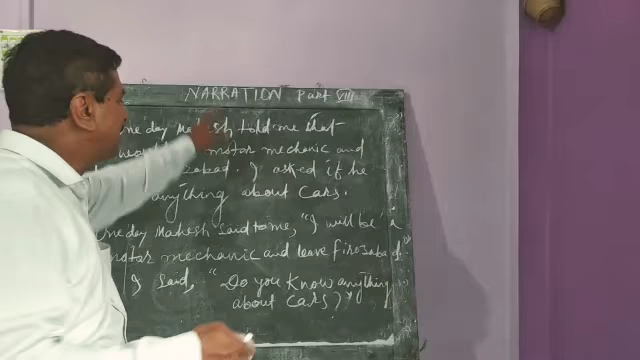 NARRATION Part VIII
One day Mahesh told me that
motor mechanic and
I asked if he
anything about cars.
One day Mahesh said to me, "I will be a
motor mechanic and leave firozabad."
I said, "Do you know anything
about cars?"